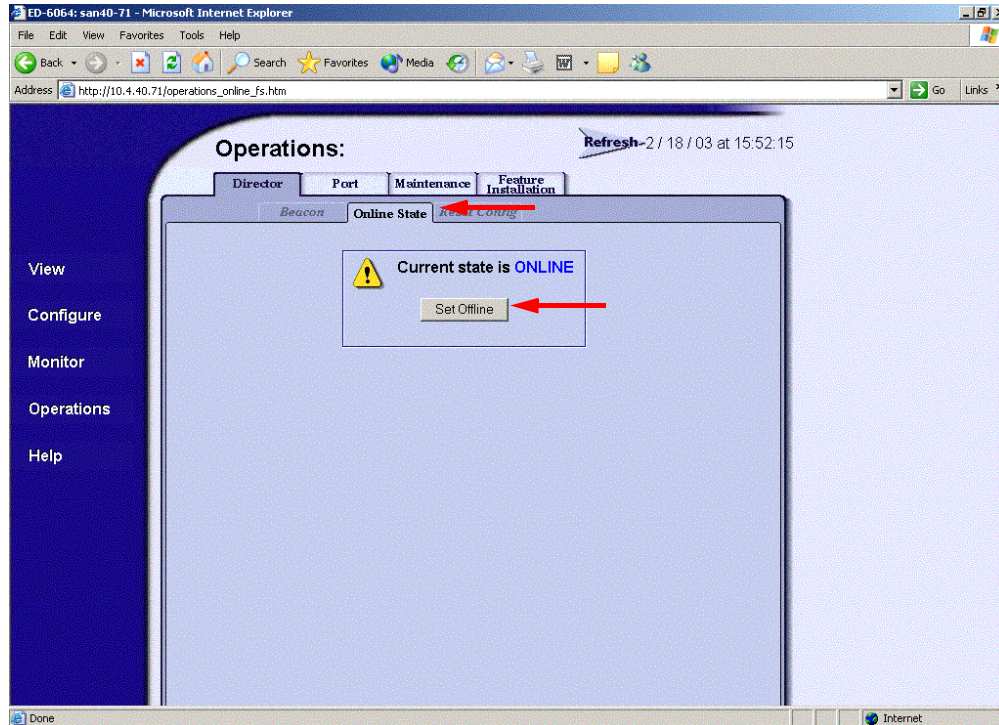 ED-6064: san40-71 - Microsoft Internet Explorer
File Edit View Favorites Tools Help
Back Search Favorites Media
Address http://10.4.40.71/operations_online_fs.htm Go Links
Operations:
Refresh-2 / 18 / 03 at 15:52:15
Director Port Maintenance Feature Installation
Beacon Online State Reset Config
Current state is ONLINE
Set Offline
View
Configure
Monitor
Operations
Help
Done Internet